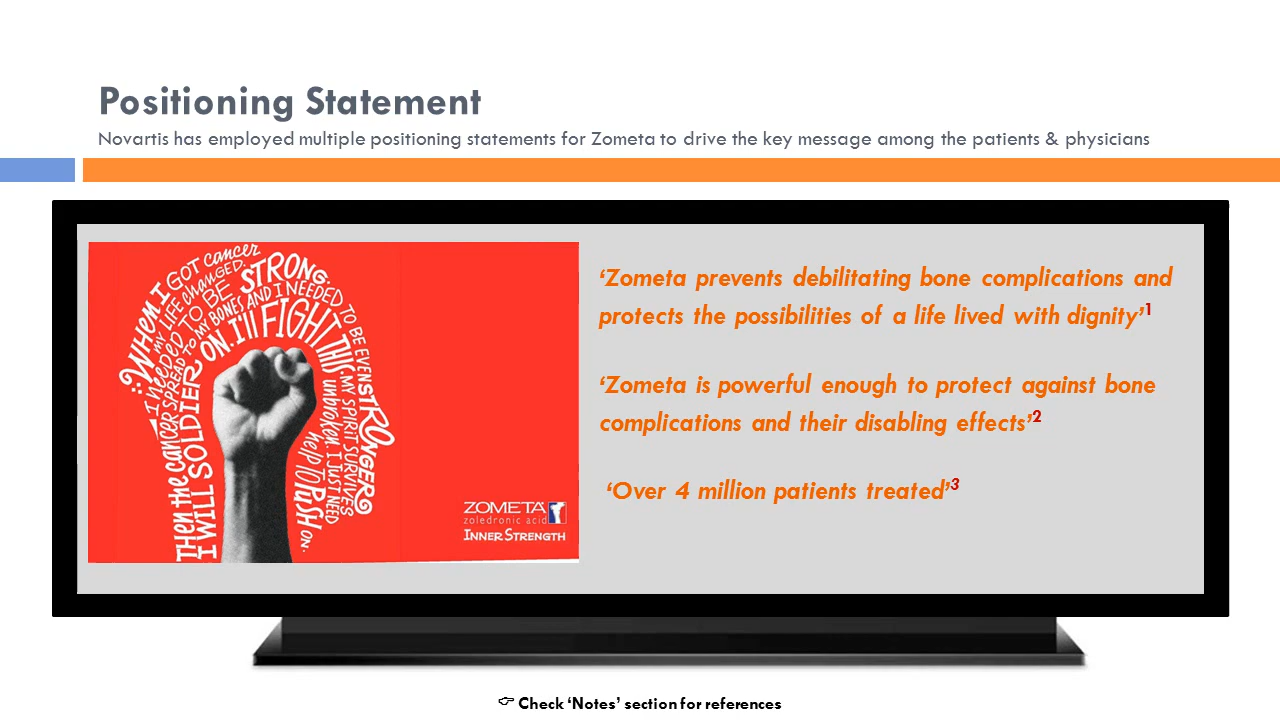 Positioning Statement
Novartis has employed multiple positioning statements for Zometa to drive the key message among the patients & physicians
WHEN I GOT cancer
MY LIFE changed.
I needed TO BE STRONG.
Then the cancer SPREAD TO MY BONES, AND I NEEDED TO BE EVEN STRONGER
I WILL SOLDIER ON. I'll FIGHT THIS.
MY SPIRIT SURVIVES
unbroken. I JUST NEED
help TO PUSH ON.
ZOMETA
zoledronic acid
INNER STRENGTH
‘Zometa prevents debilitating bone complications and
protects the possibilities of a life lived with dignity’1
‘Zometa is powerful enough to protect against bone
complications and their disabling effects’2
‘Over 4 million patients treated’3
☞ Check ‘Notes’ section for references